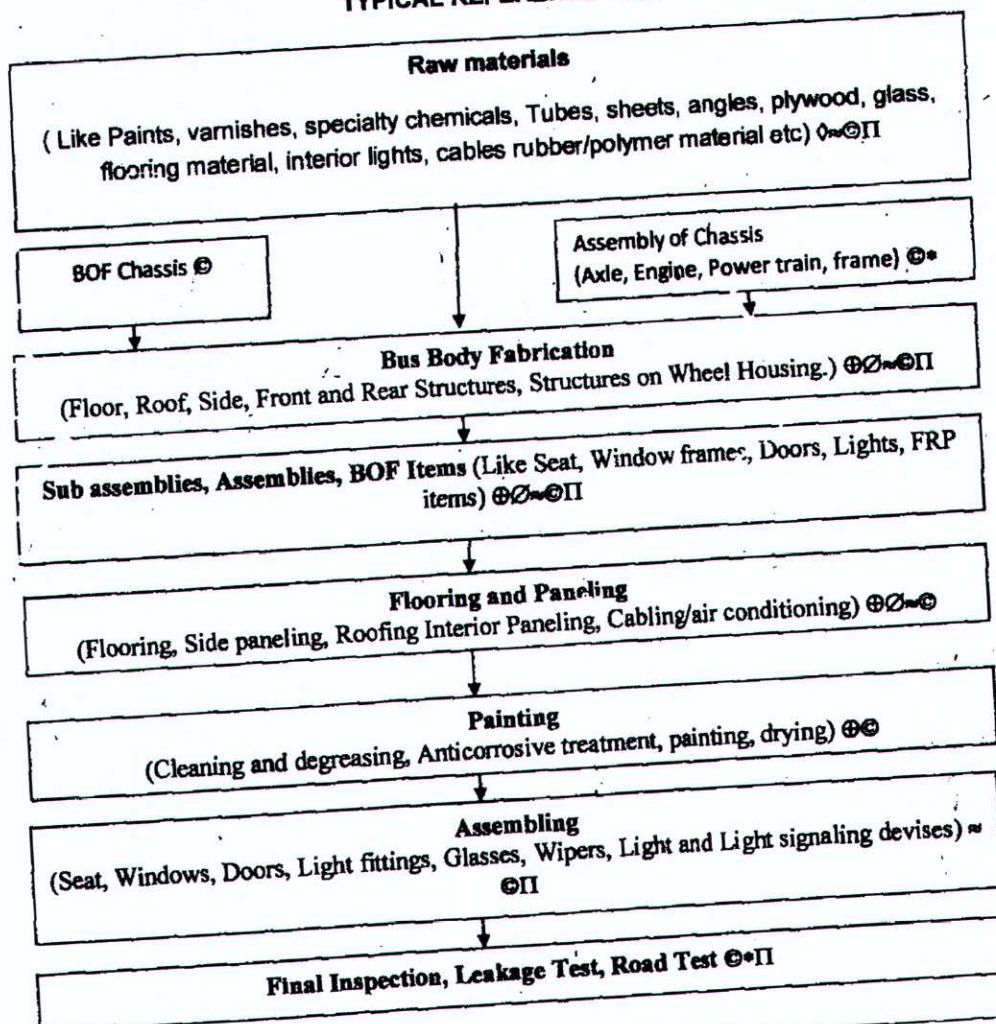 TYPICAL
Raw materials
( Like Paints, varnishes, specialty chemicals, Tubes, sheets, angles, plywood, glass,
flooring material, interior lights, cables rubber/polymer material etc) ◊≈©Π
BOF Chassis ©
Assembly of Chassis
(Axle, Engine, Power train, frame) ©*
Bus Body Fabrication
(Floor, Roof, Side, Front and Rear Structures, Structures on Wheel Housing.) ⊕∅≈©Π
Sub assemblies, Assemblies, BOF Items (Like Seat, Window frames, Doors, Lights, FRP
items) ⊕∅≈©Π
Flooring and Paneling
(Flooring, Side paneling, Roofing Interior Paneling, Cabling/air conditioning) ⊕∅≈©
Painting
(Cleaning and degreasing, Anticorrosive treatment, painting, drying) ⊕©
Assembling
(Seat, Windows, Doors, Light fittings, Glasses, Wipers, Light and Light signaling devises) ≈
©Π
Final Inspection, Leakage Test, Road Test ©*Π